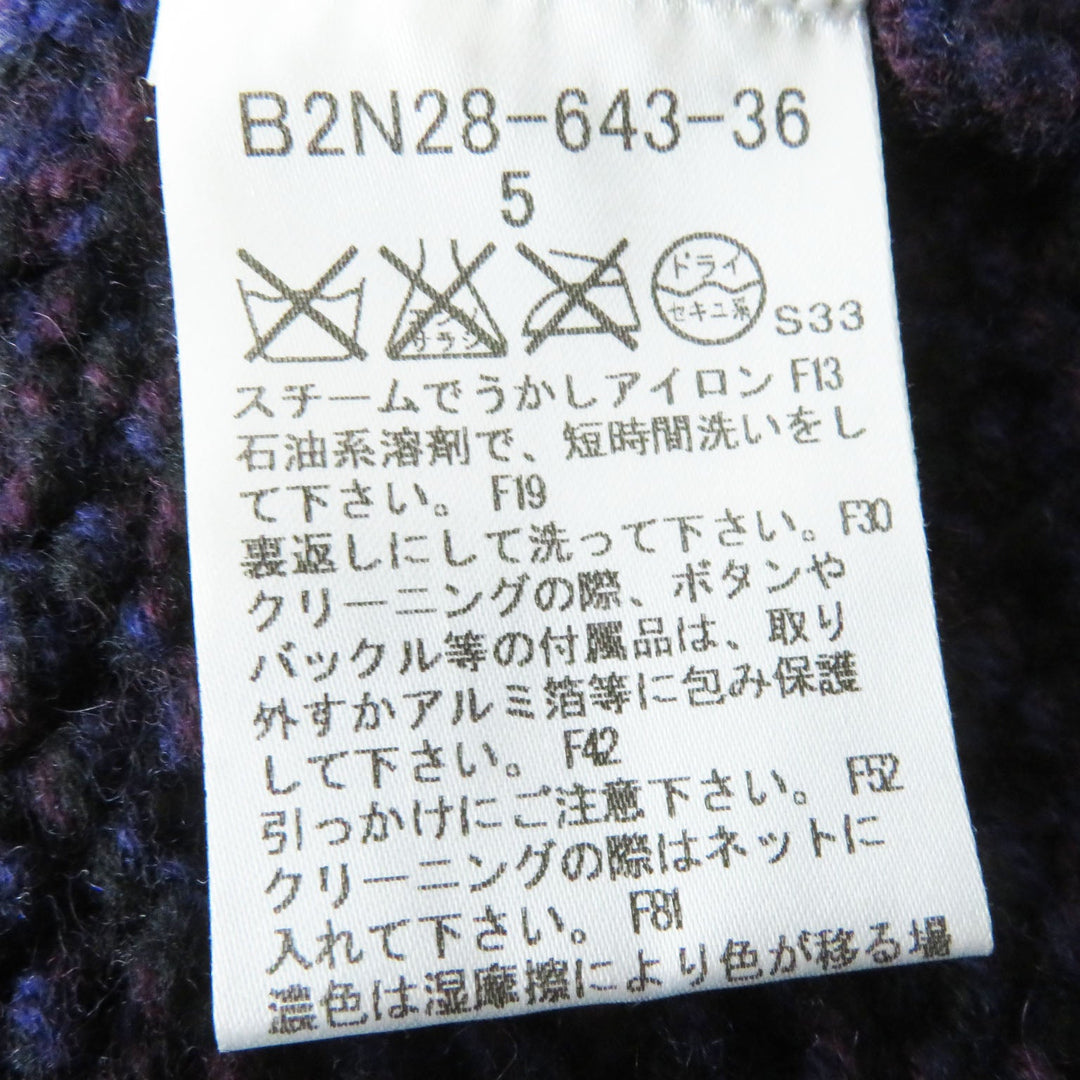 B2N28-643-36
5
エンソ
サラシ
ドライ
セキユ系
S33
スチームでうかしアイロン F13
石油系溶剤で、短時間洗いをし
て下さい。 F19
裏返しにして洗って下さい。 F30
クリーニングの際、ボタンや
バックル等の付属品は、取り
外すかアルミ箔等に包み保護
して下さい。 F42
引っかけにご注意下さい。 F52
クリーニングの際はネットに
入れて下さい。 F81
濃色は湿摩擦により色が移る場